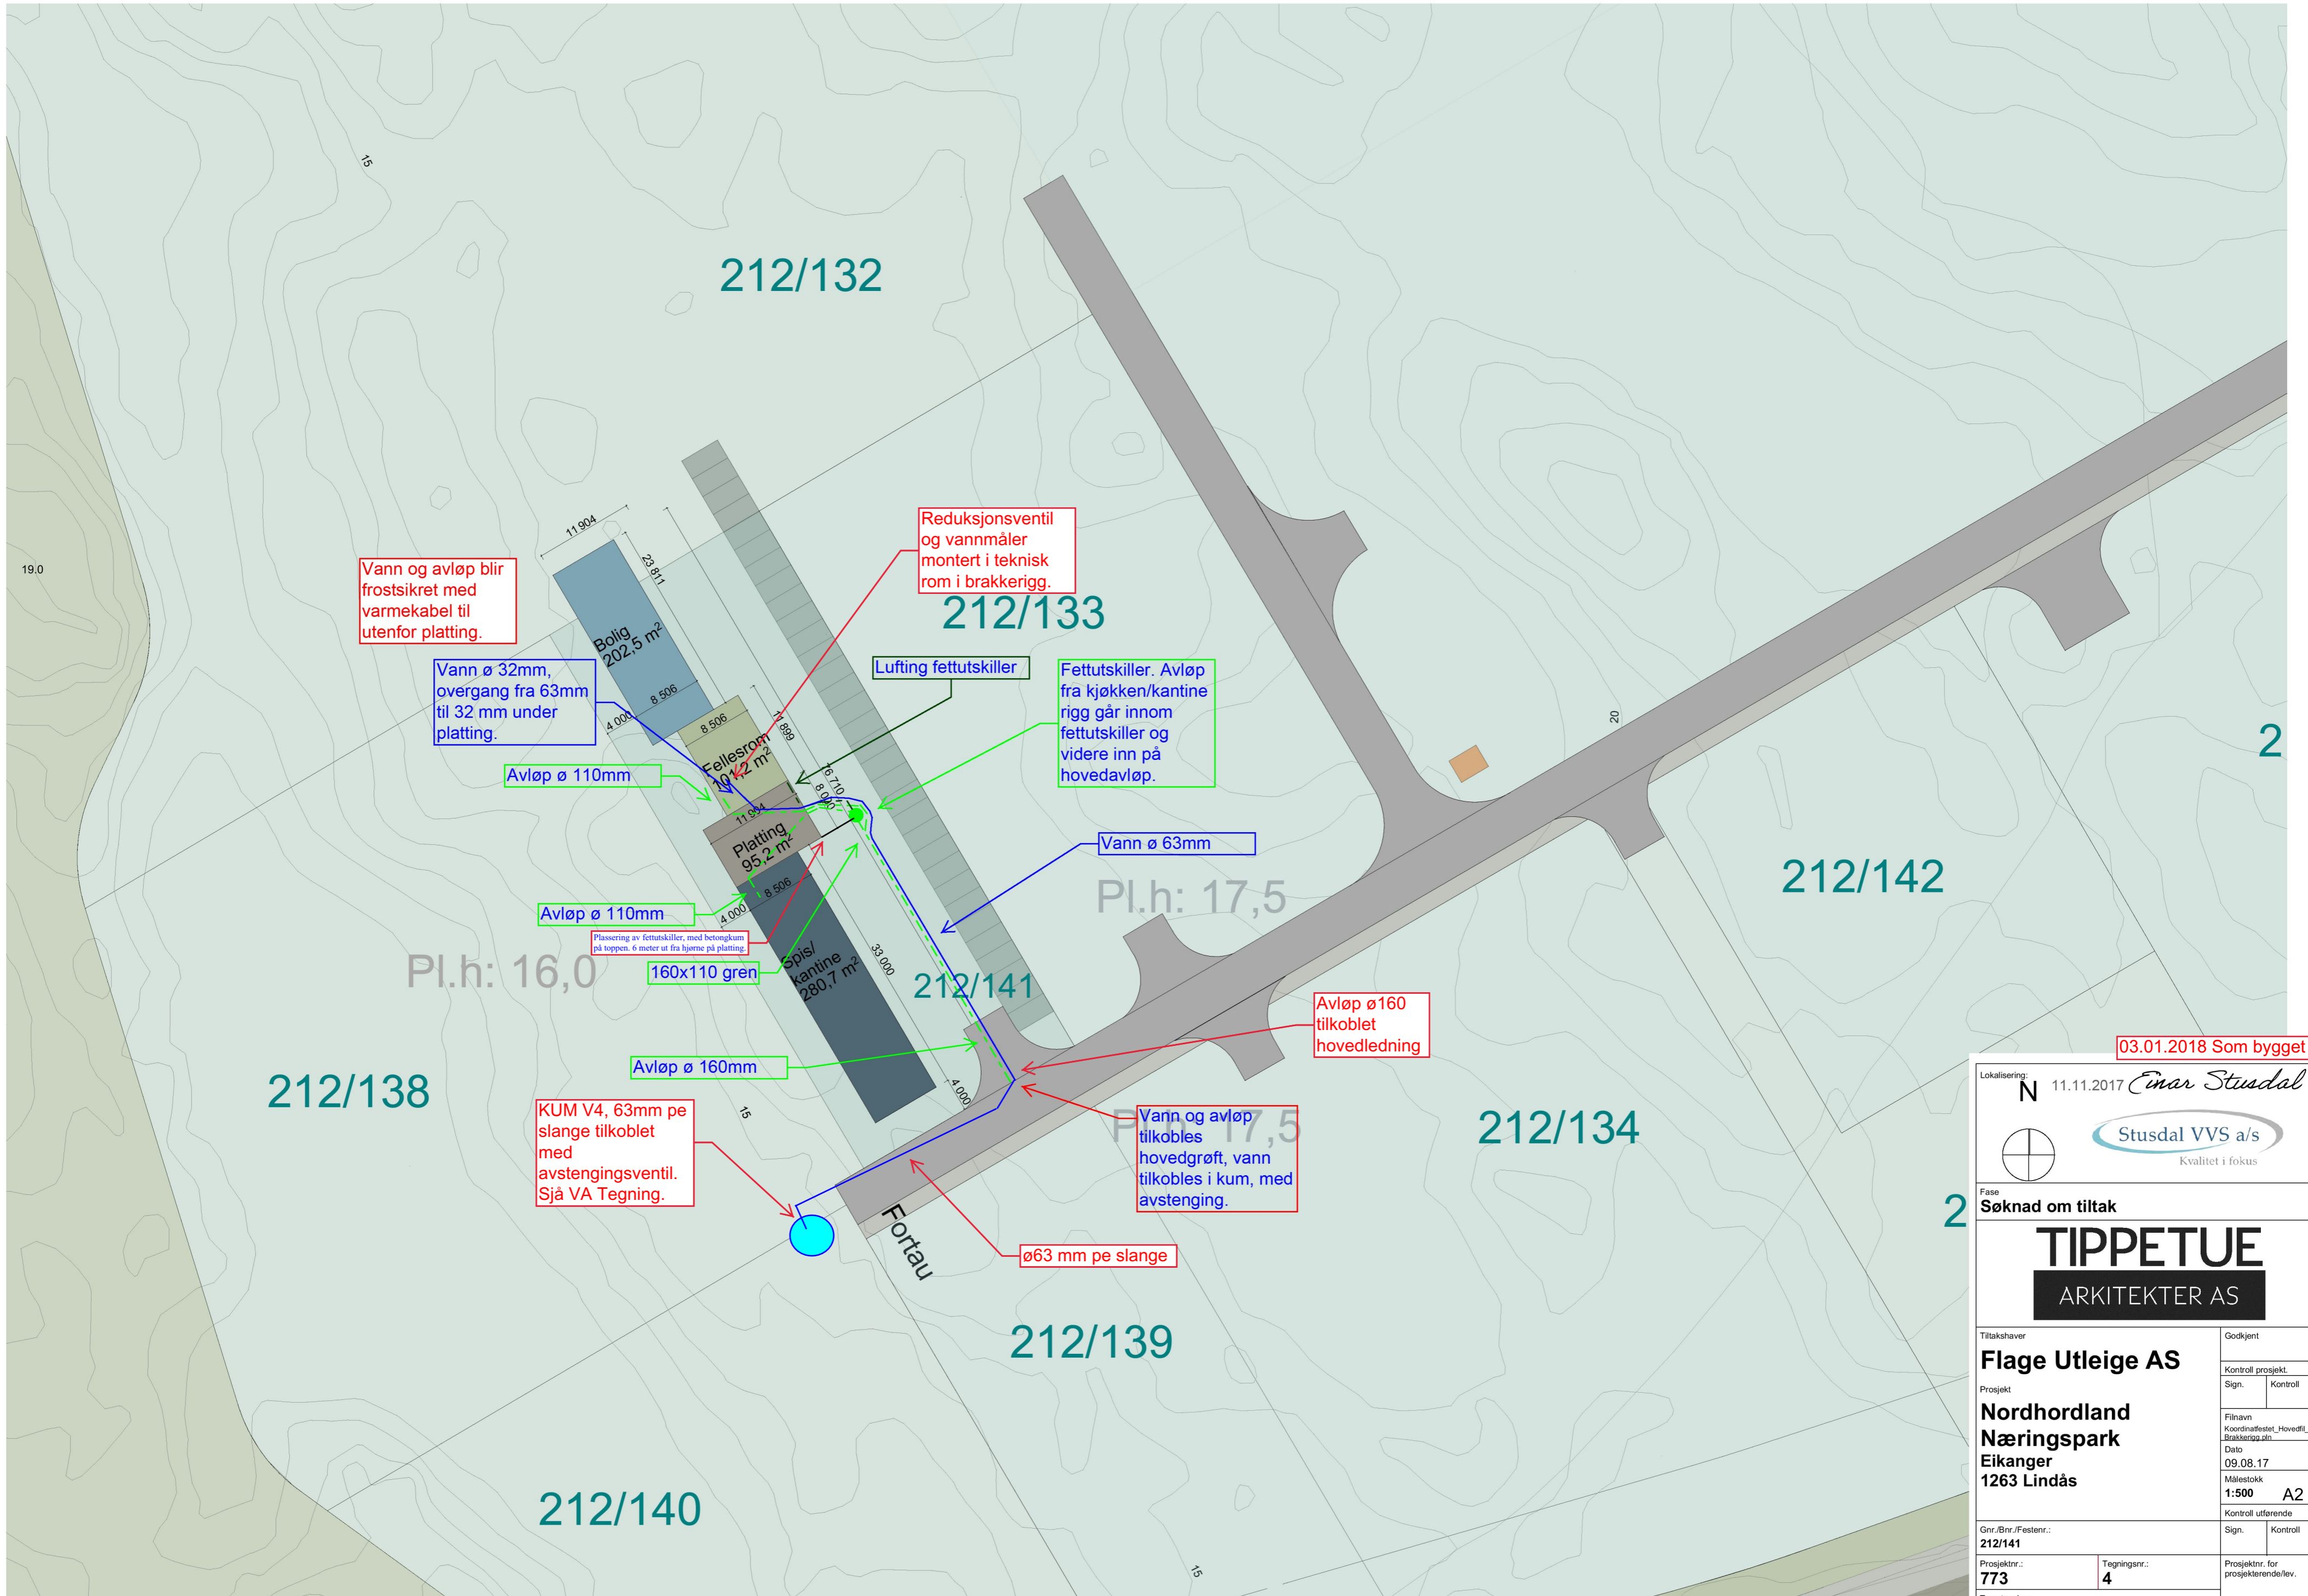 15
212/132
Reduksjonsventil
og vannmåler
montert i teknisk
rom i brakkerigg.
11 904
23 811
19.0
Vann og avløp blir
frostsikret med
varmekabel til
utenfor platting.
212/133
Bolig
202,5 m²
Lufting fettutskiller
Vann ø 32mm,
overgang fra 63mm
til 32 mm under
platting.
Fettutskiller. Avløp
fra kjøkken/kantine
rigg går innom
fettutskiller og
videre inn på
hovedavløp.
8 506
4 000
8 506
11 899
20
2
Fellesrom
101,2 m²
Avløp ø 110mm
16 710
8 000
11 904
Platting
95,2 m²
Vann ø 63mm
212/142
Pl.h: 17,5
8 506
4 000
Avløp ø 110mm
Plassering av fettutskiller, med betongkum
på toppen. 6 meter ut fra hjørne på platting.
Pl.h: 16,0
160x110 gren
Spis/
kantine
280,7 m²
33 000
212/141
Avløp ø160
tilkoblet
hovedledning
Avløp ø 160mm
212/138
4 000
15
KUM V4, 63mm pe
slange tilkoblet
med
avstengingsventil.
Sjå VA Tegning.
Pl.h: 17,5
Vann og avløp
tilkobles
hovedgrøft, vann
tilkobles i kum, med
avstenging.
212/134
2
Fortau
ø63 mm pe slange
212/139
212/140
15
03.01.2018 Som bygget
Lokalisering:
N
11.11.2017 Einar Stusdal
Stusdal VVS a/s
Kvalitet i fokus
Fase
Søknad om tiltak
TIPPETUE
ARKITEKTER AS
Tiltakshaver
Flage Utleige AS
Godkjent
Kontroll prosjekt.
Sign.
Kontroll
Prosjekt
Nordhordland
Næringspark
Eikanger
1263 Lindås
Filnavn
Koordinatfestet_Hovedfil_
Brakkerigg.pln
Dato
09.08.17
Målestokk
1:500 A2
Kontroll utførende
Sign.
Kontroll
Gnr./Bnr./Festenr.:
212/141
Prosjektnr.:
773
Tegningsnr.:
4
Prosjektnr. for
prosjekterende/lev.